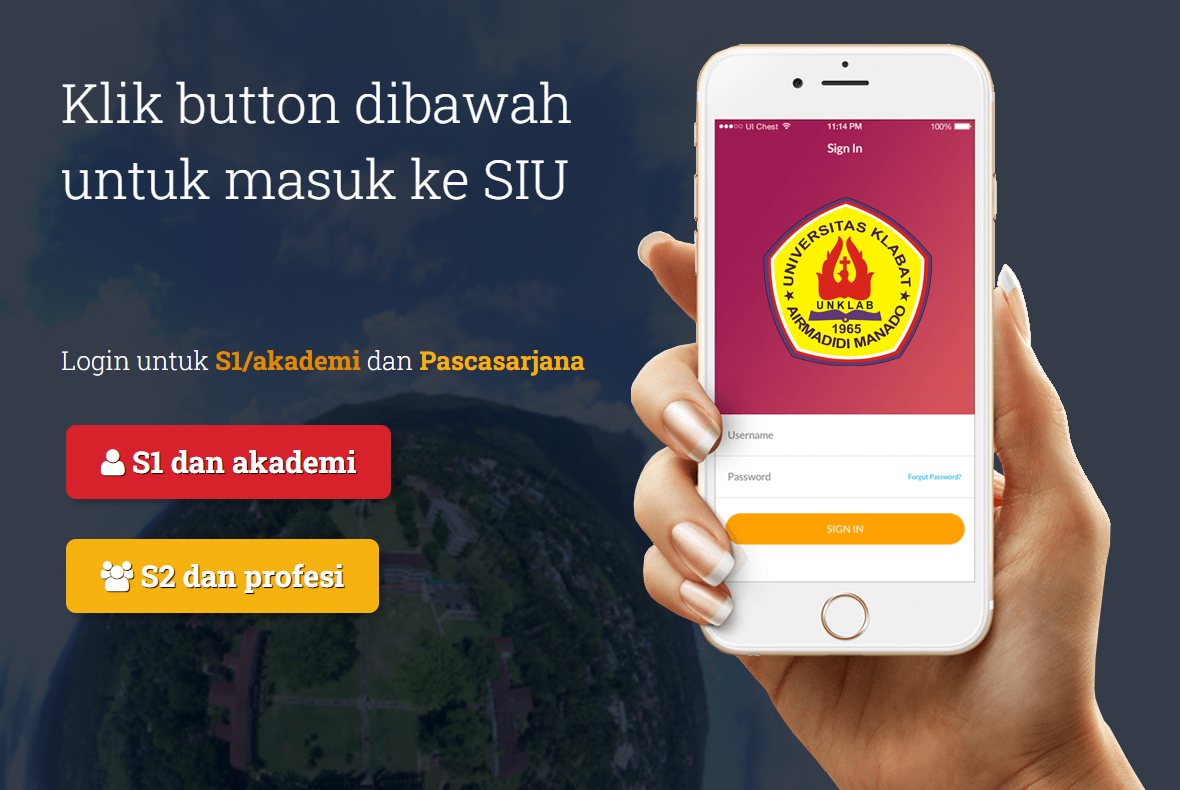 Klik button dibawah
untuk masuk ke SIU
Login untuk S1/akademi dan Pascasarjana
S1 dan akademi
S2 dan profesi
UI Chest 11:14 PM 100%
Sign In
UNIVERSITAS KLABAT
UNKLAB
1965
AIRMADIDI MANADO
Username
Password Forgot Password?
SIGN IN